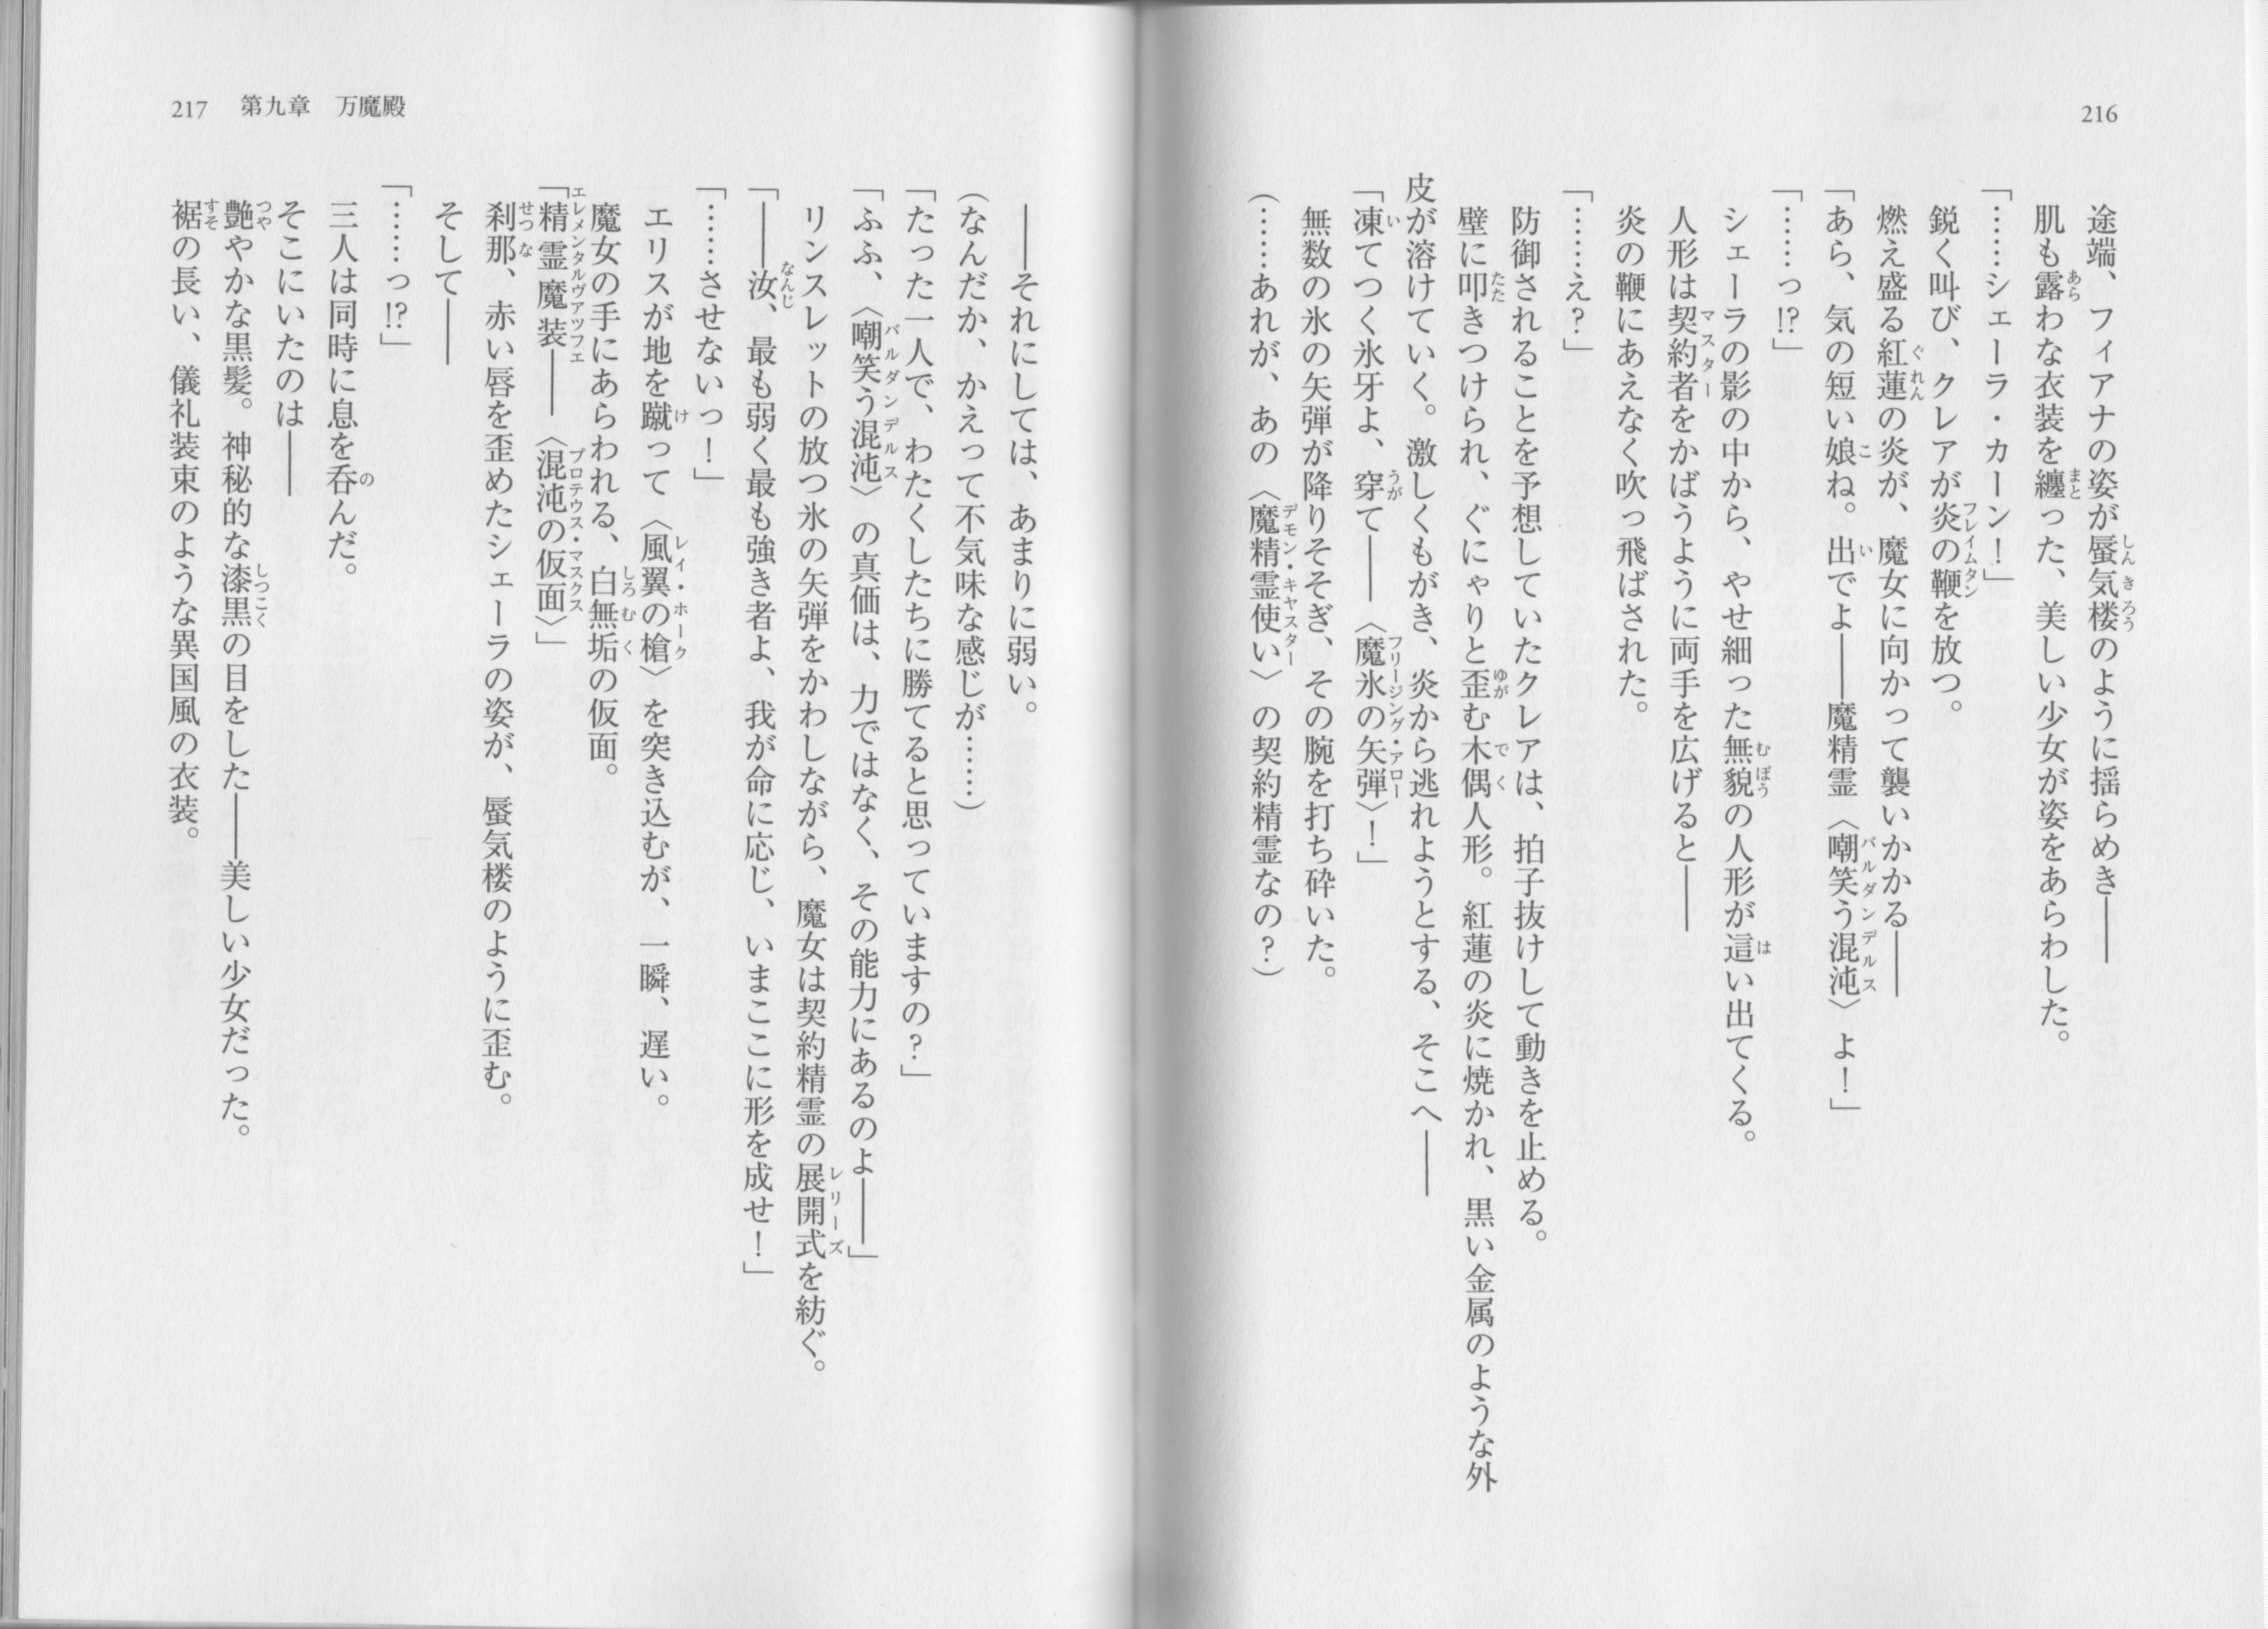 216
途端、フィアナの姿が蜃気楼のように揺らめき――
肌も露わな衣装を纏った、美しい少女が姿をあらわした。
「……シェーラ・カーン！」
鋭く叫び、クレアが炎の鞭を放つ。
燃え盛る紅蓮の炎が、魔女に向かって襲いかかる――
「あら、気の短い娘ね。出でよ――魔精霊〈嘲笑う混沌〉よ！」
「……っ!?」
シェーラの影の中から、やせ細った無貌の人形が這い出てくる。
人形は契約者をかばうように両手を広げると――
炎の鞭にあえなく吹っ飛ばされた。
「……え？」
防御されることを予想していたクレアは、拍子抜けして動きを止める。
壁に叩きつけられ、ぐにゃりと歪む木偶人形。紅蓮の炎に焼かれ、黒い金属のような外
皮が溶けていく。激しくもがき、炎から逃れようとする、そこへ――
「凍てつく氷牙よ、穿て――〈魔氷の矢弾〉！」
無数の氷の矢弾が降りそそぎ、その腕を打ち砕いた。
（……あれが、あの〈魔精霊使い〉の契約精霊なの？）
217 第九章 万魔殿
――それにしては、あまりに弱い。
（なんだか、かえって不気味な感じが……）
「たった一人で、わたくしたちに勝てると思っていますの？」
「ふふ、〈嘲笑う混沌〉の真価は、力ではなく、その能力にあるのよ――」
リンスレットの放つ氷の矢弾をかわしながら、魔女は契約精霊の展開式を紡ぐ。
「――汝、最も弱く最も強き者よ、我が命に応じ、いまここに形を成せ！」
「……させないっ！」
エリスが地を蹴って〈風翼の槍〉を突き込むが、一瞬、遅い。
魔女の手にあらわれる、白無垢の仮面。
「精霊魔装――〈混沌の仮面〉」
刹那、赤い唇を歪めたシェーラの姿が、蜃気楼のように歪む。
そして――
「……っ!?」
三人は同時に息を呑んだ。
そこにいたのは――
艶やかな黒髪。神秘的な漆黒の目をした――美しい少女だった。
裾の長い、儀礼装束のような異国風の衣装。